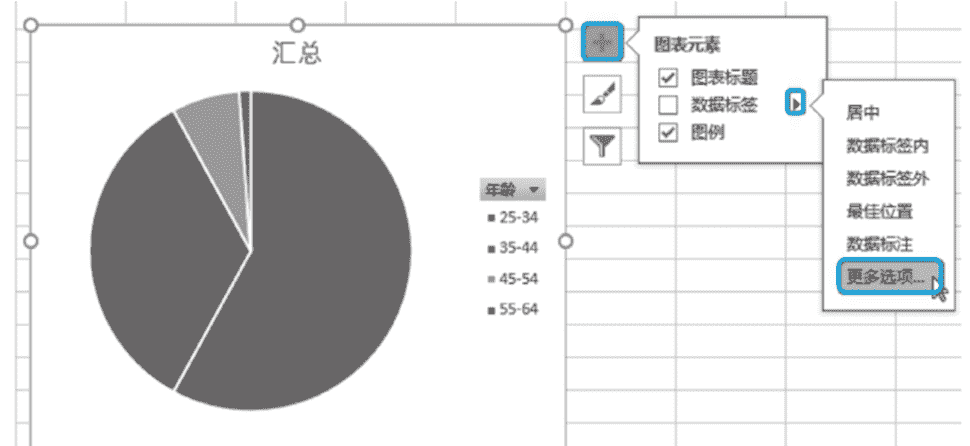 汇总
年龄
25-34
35-44
45-54
55-64
图表元素
图表标题
数据标签
图例
居中
数据标签内
数据标签外
最佳位置
数据标注
更多选项...